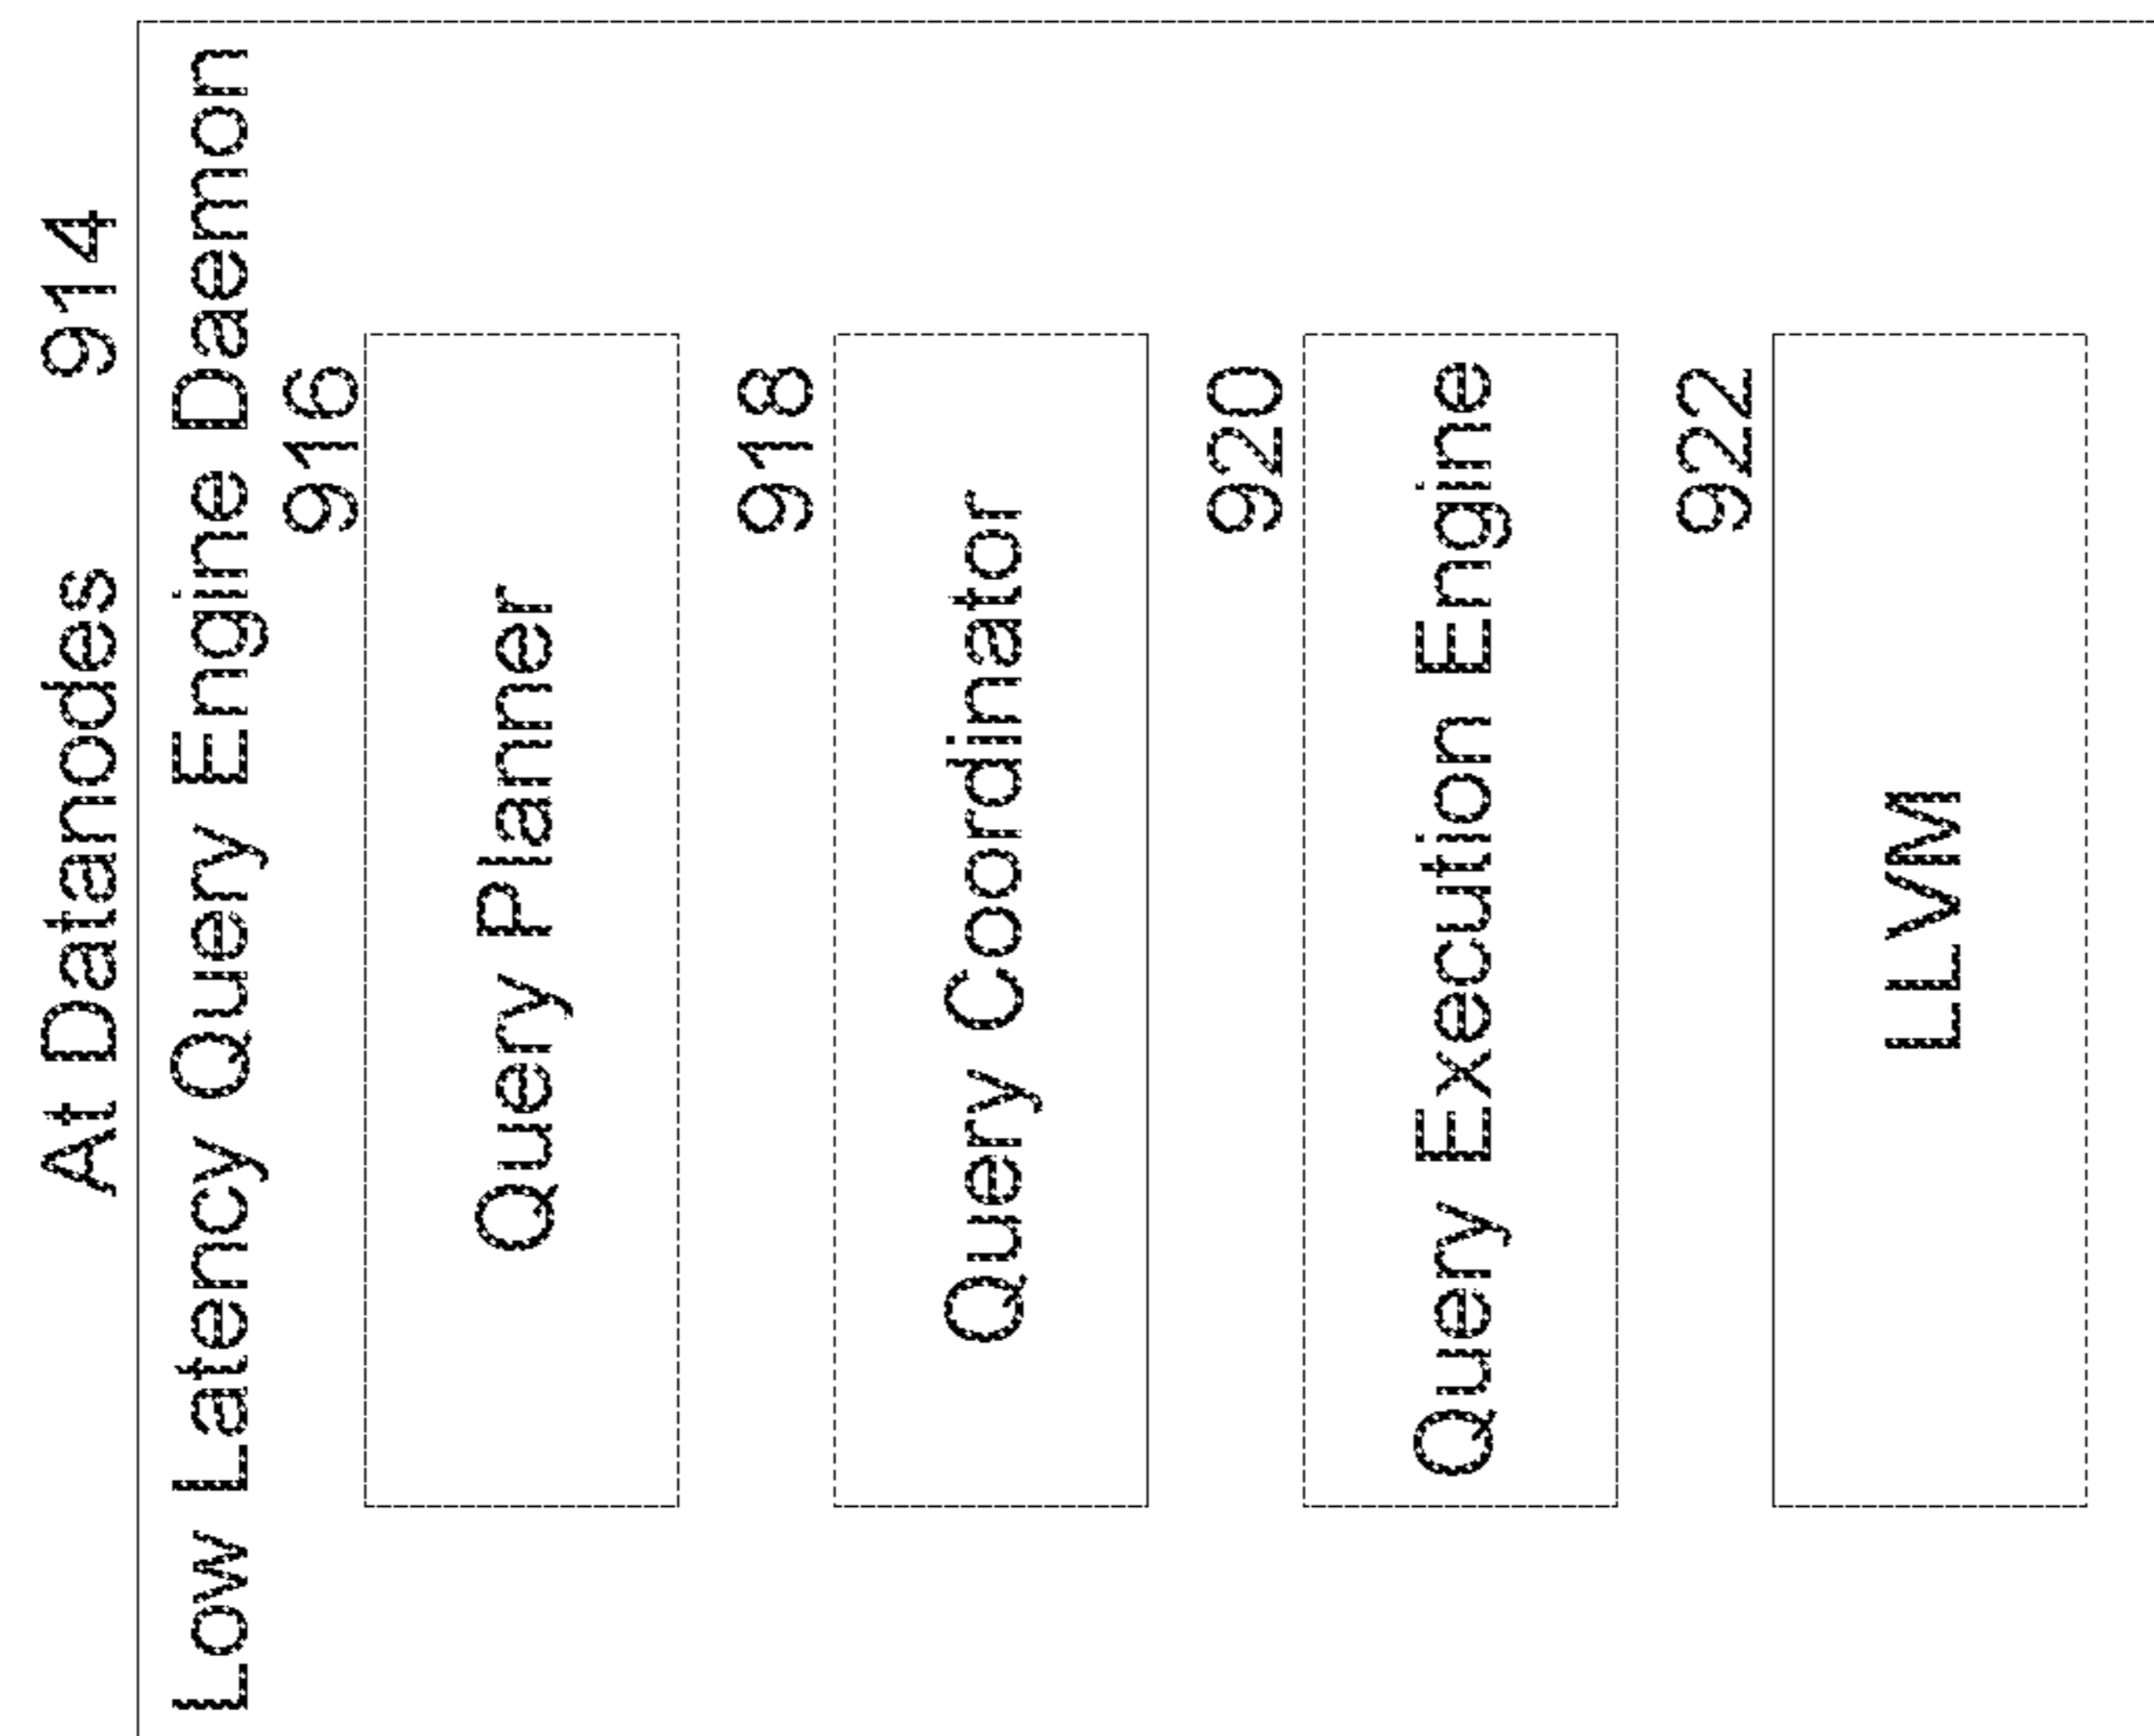 At Datanodes 914
Low Latency Query Engine Daemon
916
Query Planner
918
Query Coordinator
920
Query Execution Engine
922
LLVM